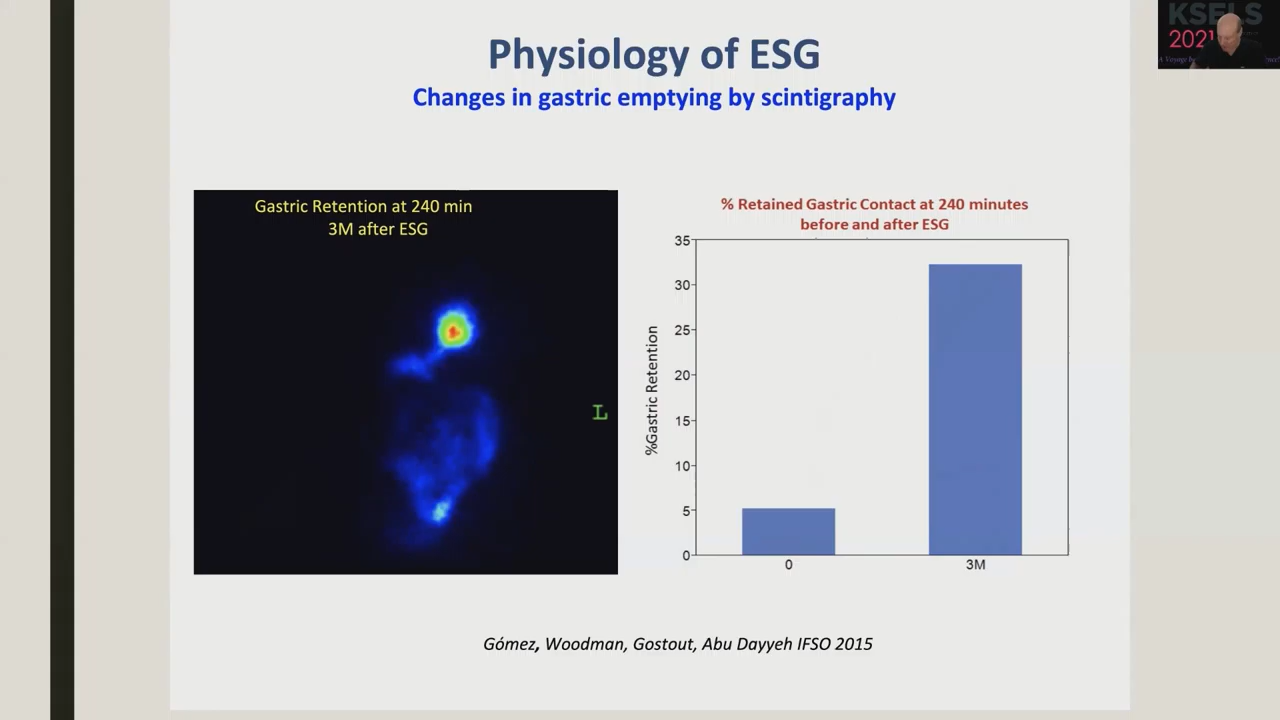 Physiology of ESG
Changes in gastric emptying by scintigraphy
KSELS
2021
Gastric Retention at 240 min
3M after ESG
L
% Retained Gastric Contact at 240 minutes
before and after ESG
%Gastric Retention
35
30
25
20
15
10
5
0
0
3M
Gómez, Woodman, Gostout, Abu Dayyeh IFSO 2015